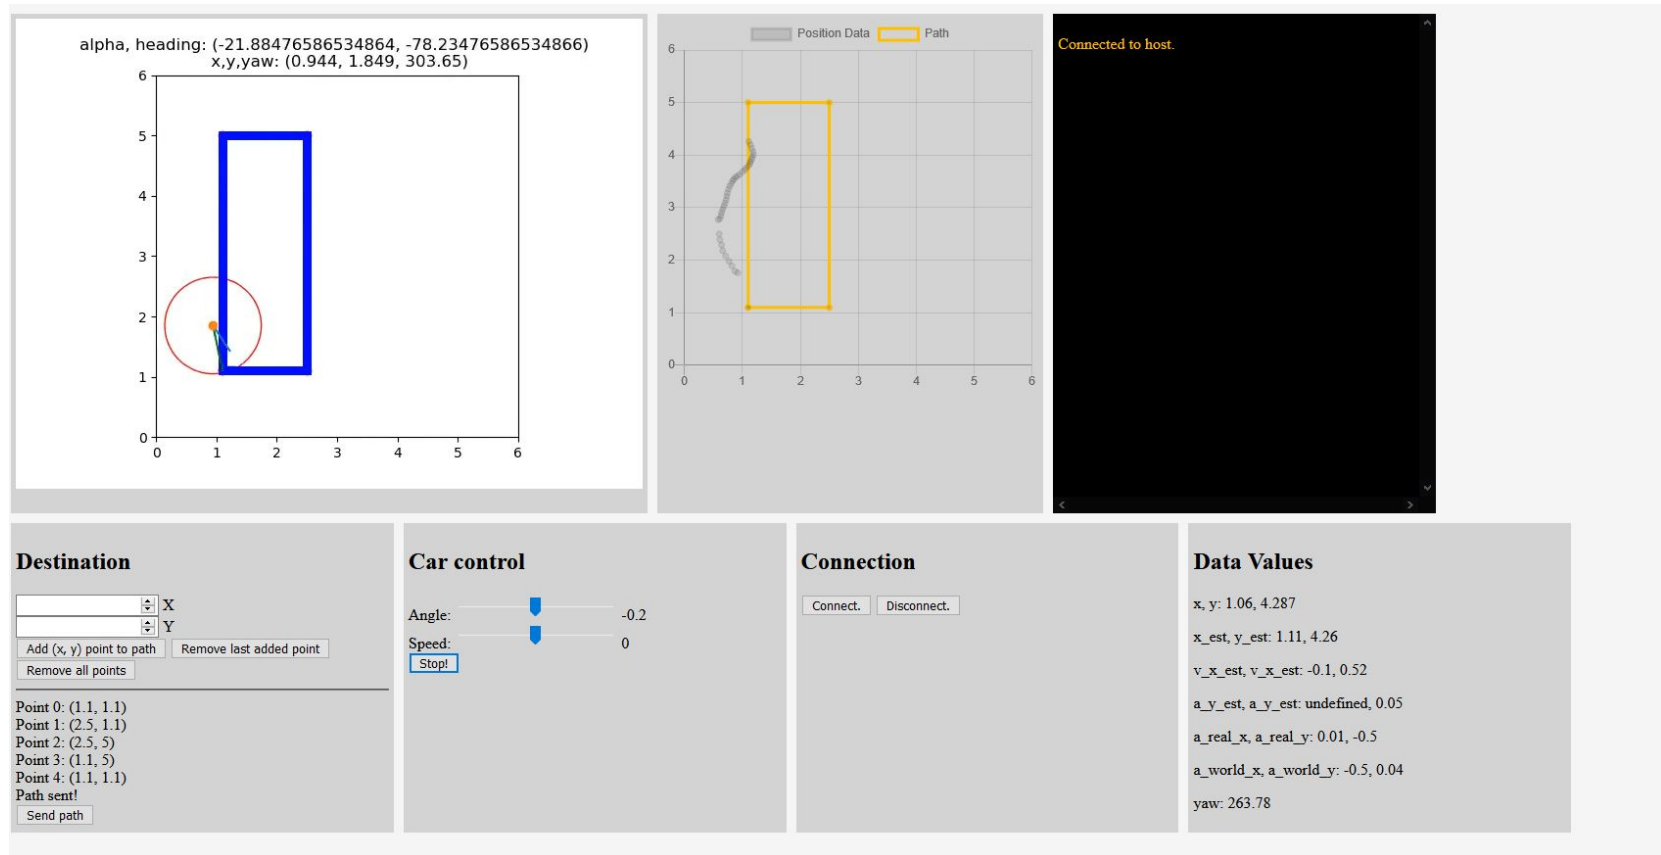 alpha, heading: (-21.88476586534864, -78.23476586534866)
x,y,yaw: (0.944, 1.849, 303.65)
6
5
4
3
2
1
0
0 1 2 3 4 5 6
Position Data Path
6
5
4
3
2
1
0
0 1 2 3 4 5 6
Connected to host.
Destination
X
Y
Add (x, y) point to path Remove last added point
Remove all points
Point 0: (1.1, 1.1)
Point 1: (2.5, 1.1)
Point 2: (2.5, 5)
Point 3: (1.1, 5)
Point 4: (1.1, 1.1)
Path sent!
Send path
Car control
Angle: -0.2
Speed: 0
Stop!
Connection
Connect. Disconnect.
Data Values
x, y: 1.06, 4.287
x_est, y_est: 1.11, 4.26
v_x_est, v_x_est: -0.1, 0.52
a_y_est, a_y_est: undefined, 0.05
a_real_x, a_real_y: 0.01, -0.5
a_world_x, a_world_y: -0.5, 0.04
yaw: 263.78